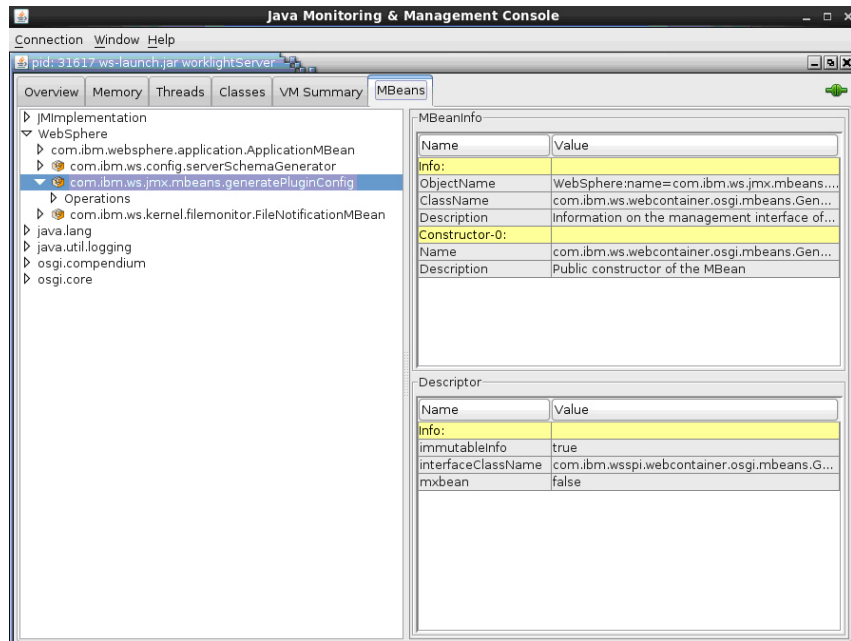 Java Monitoring & Management Console
Connection Window Help
pid: 31617 ws-launch.jar worklightServer
Overview Memory Threads Classes VM Summary MBeans
JMImplementation
WebSphere
com.ibm.websphere.application.ApplicationMBean
com.ibm.ws.config.serverSchemaGenerator
com.ibm.ws.jmx.mbeans.generatePluginConfig
Operations
com.ibm.ws.kernel.filemonitor.FileNotificationMBean
java.lang
java.util.logging
osgi.compendium
osgi.core
MBeanInfo
Name Value
Info:
ObjectName WebSphere:name=com.ibm.ws.jmx.mbeans....
ClassName com.ibm.ws.webcontainer.osgi.mbeans.Gen...
Description Information on the management interface of...
Constructor-0:
Name com.ibm.ws.webcontainer.osgi.mbeans.Gen...
Description Public constructor of the MBean
Descriptor
Name Value
Info:
immutableInfo true
interfaceClassName com.ibm.wsspi.webcontainer.osgi.mbeans.G...
mxbean false